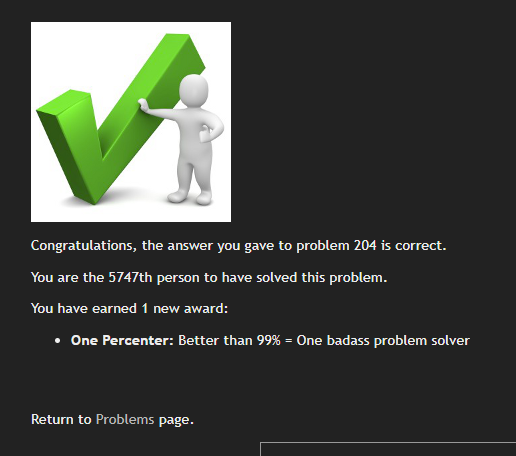 Congratulations, the answer you gave to problem 204 is correct.
You are the 5747th person to have solved this problem.
You have earned 1 new award:
• One Percenter: Better than 99% = One badass problem solver
Return to Problems page.